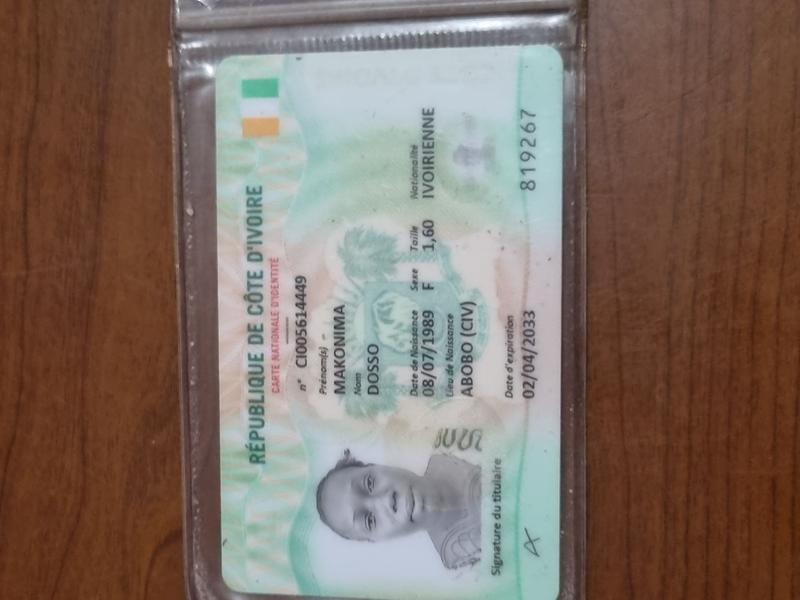 RÉPUBLIQUE DE CÔTE D'IVOIRE
CARTE NATIONALE D'IDENTITÉ
n° CI005614449
Prénom(s)
MAKONIMA
Nom
DOSSO
Date de Naissance Sexe Taille Nationalité
08/07/1989 F 1,60 IVOIRIENNE
Lieu de Naissance
ABOBO (CIV)
Date d'expiration
02/04/2033
819267
Signature du titulaire